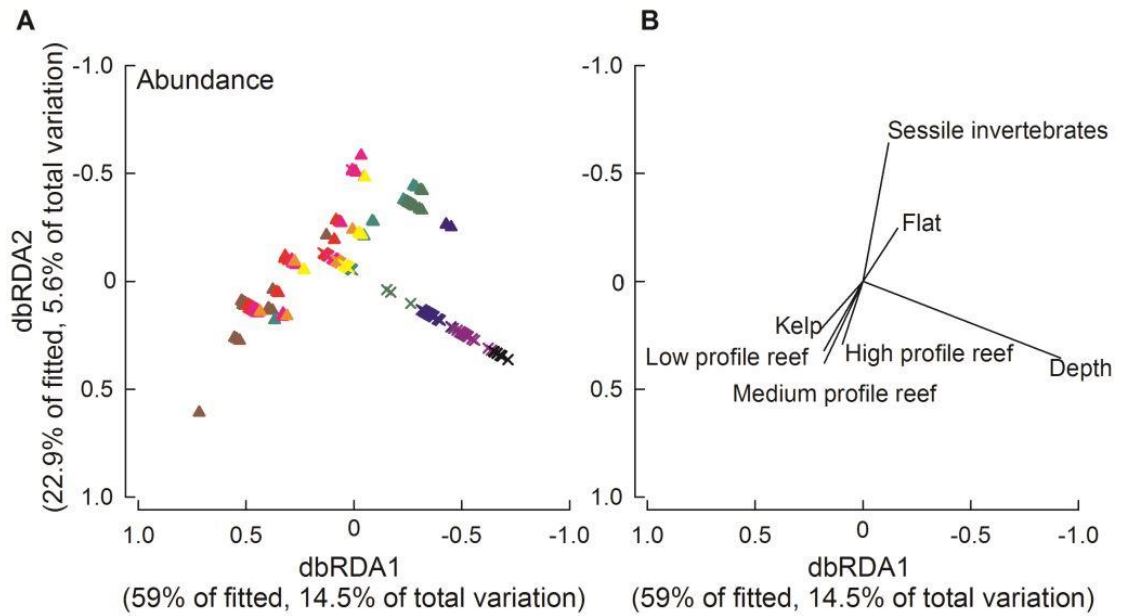 A
B
-1.0
-0.5
0
0.5
1.0
Abundance
dbRDA2
(22.9% of fitted, 5.6% of total variation)
1.0
0.5
0
-0.5
-1.0
dbRDA1
(59% of fitted, 14.5% of total variation)
-1.0
-0.5
0
0.5
1.0
Sessile invertebrates
Flat
Kelp
Low profile reef
High profile reef
Medium profile reef
Depth
1.0
0.5
0
-0.5
-1.0
dbRDA1
(59% of fitted, 14.5% of total variation)